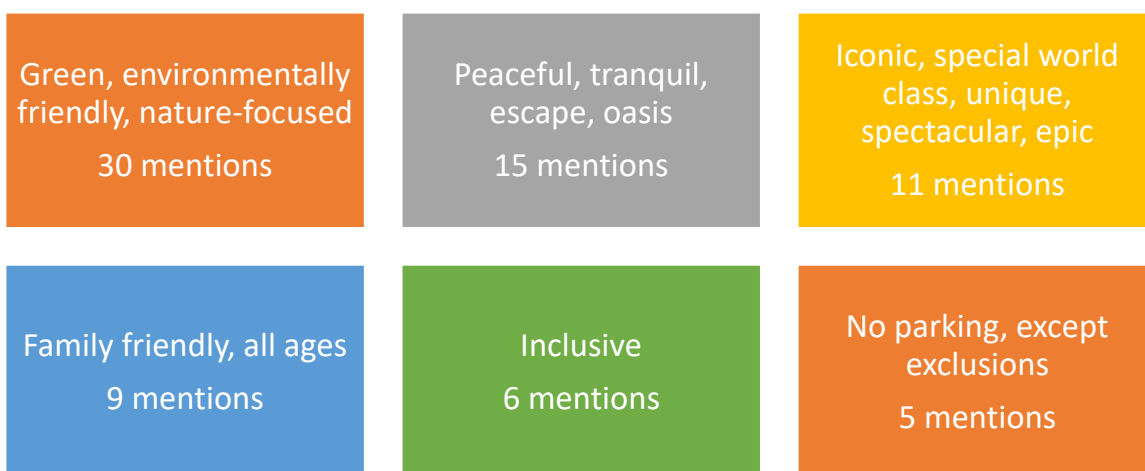 Green, environmentally
friendly, nature-focused
30 mentions
Peaceful, tranquil,
escape, oasis
15 mentions
Iconic, special world
class, unique,
spectacular, epic
11 mentions
Family friendly, all ages
9 mentions
Inclusive
6 mentions
No parking, except
exclusions
5 mentions